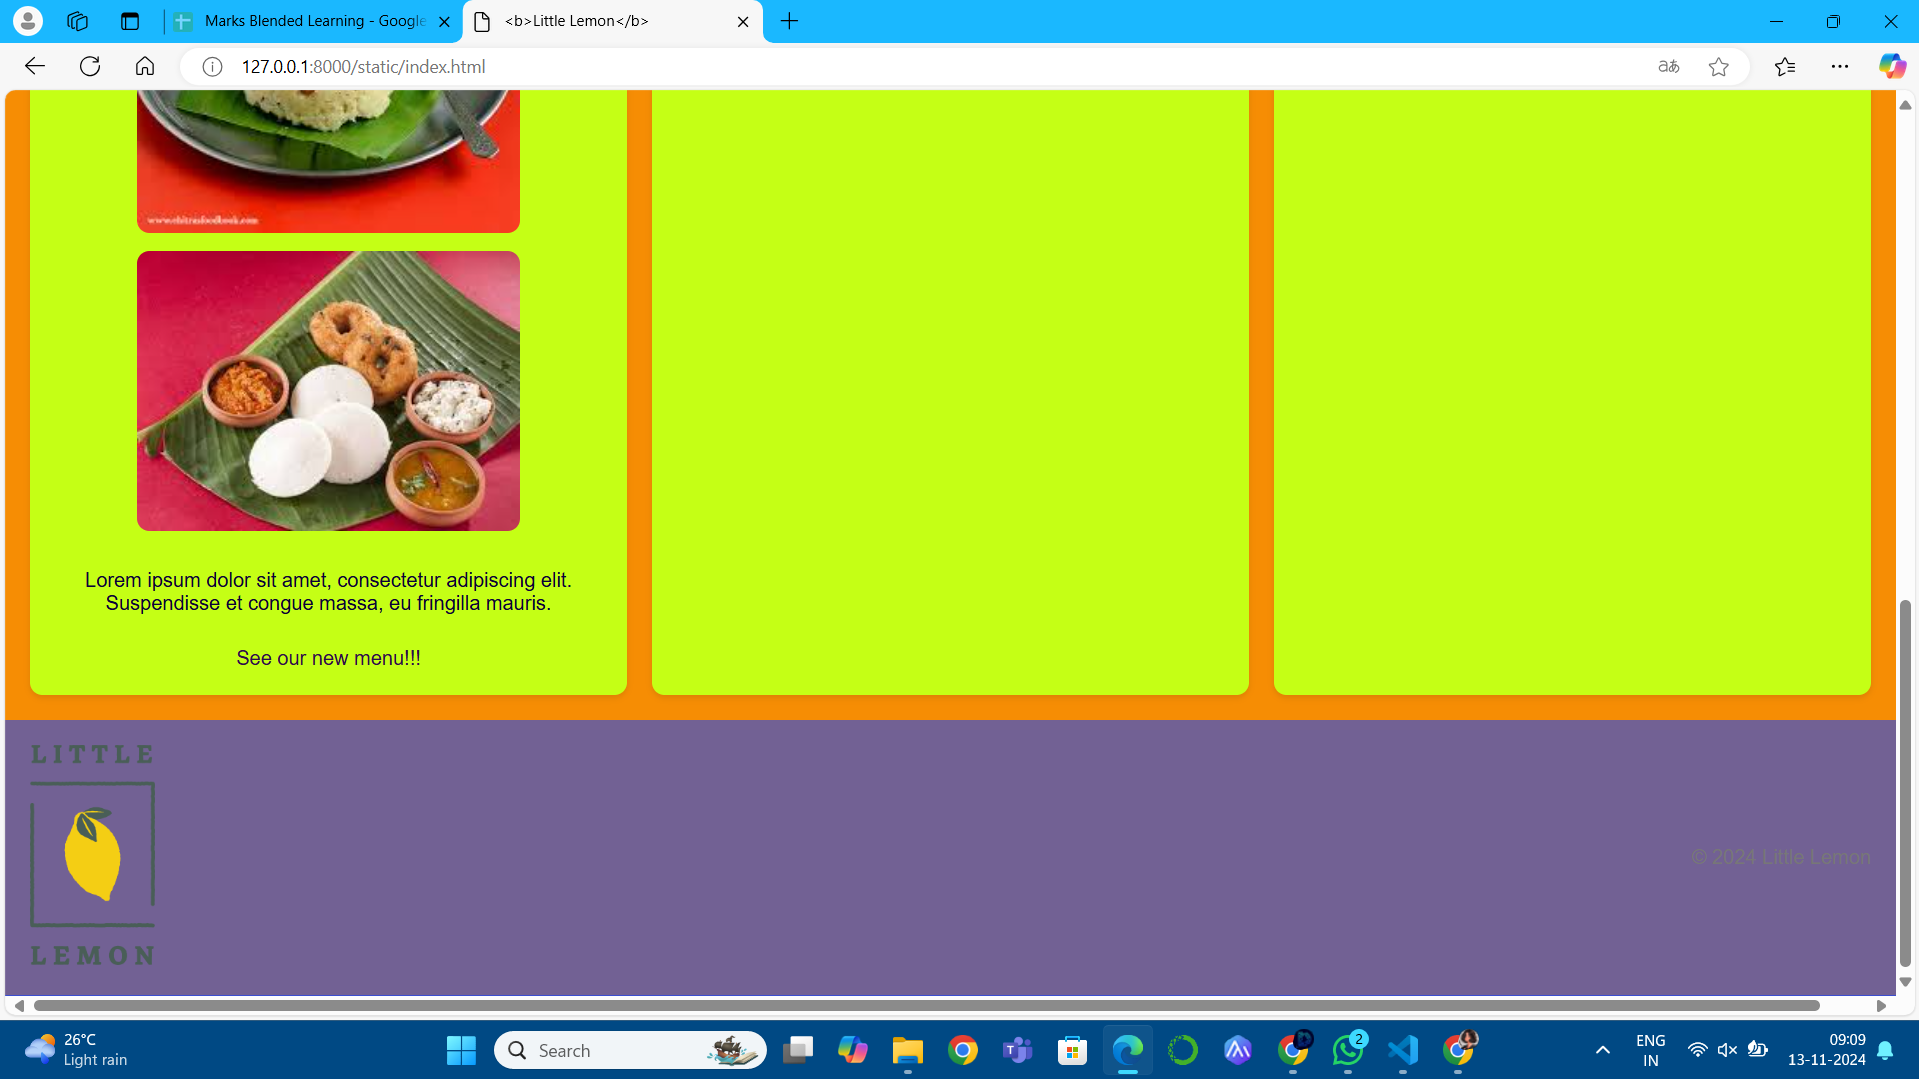 Marks Blended Learning - Google
<b>Little Lemon</b>
127.0.0.1:8000/static/index.html
www.chitrasfoodbook.com
Lorem ipsum dolor sit amet, consectetur adipiscing elit.
Suspendisse et congue massa, eu fringilla mauris.
See our new menu!!!
LITTLE
LEMON
© 2024 Little Lemon
26°C
Light rain
Search
2
ENG
IN
09:09
13-11-2024